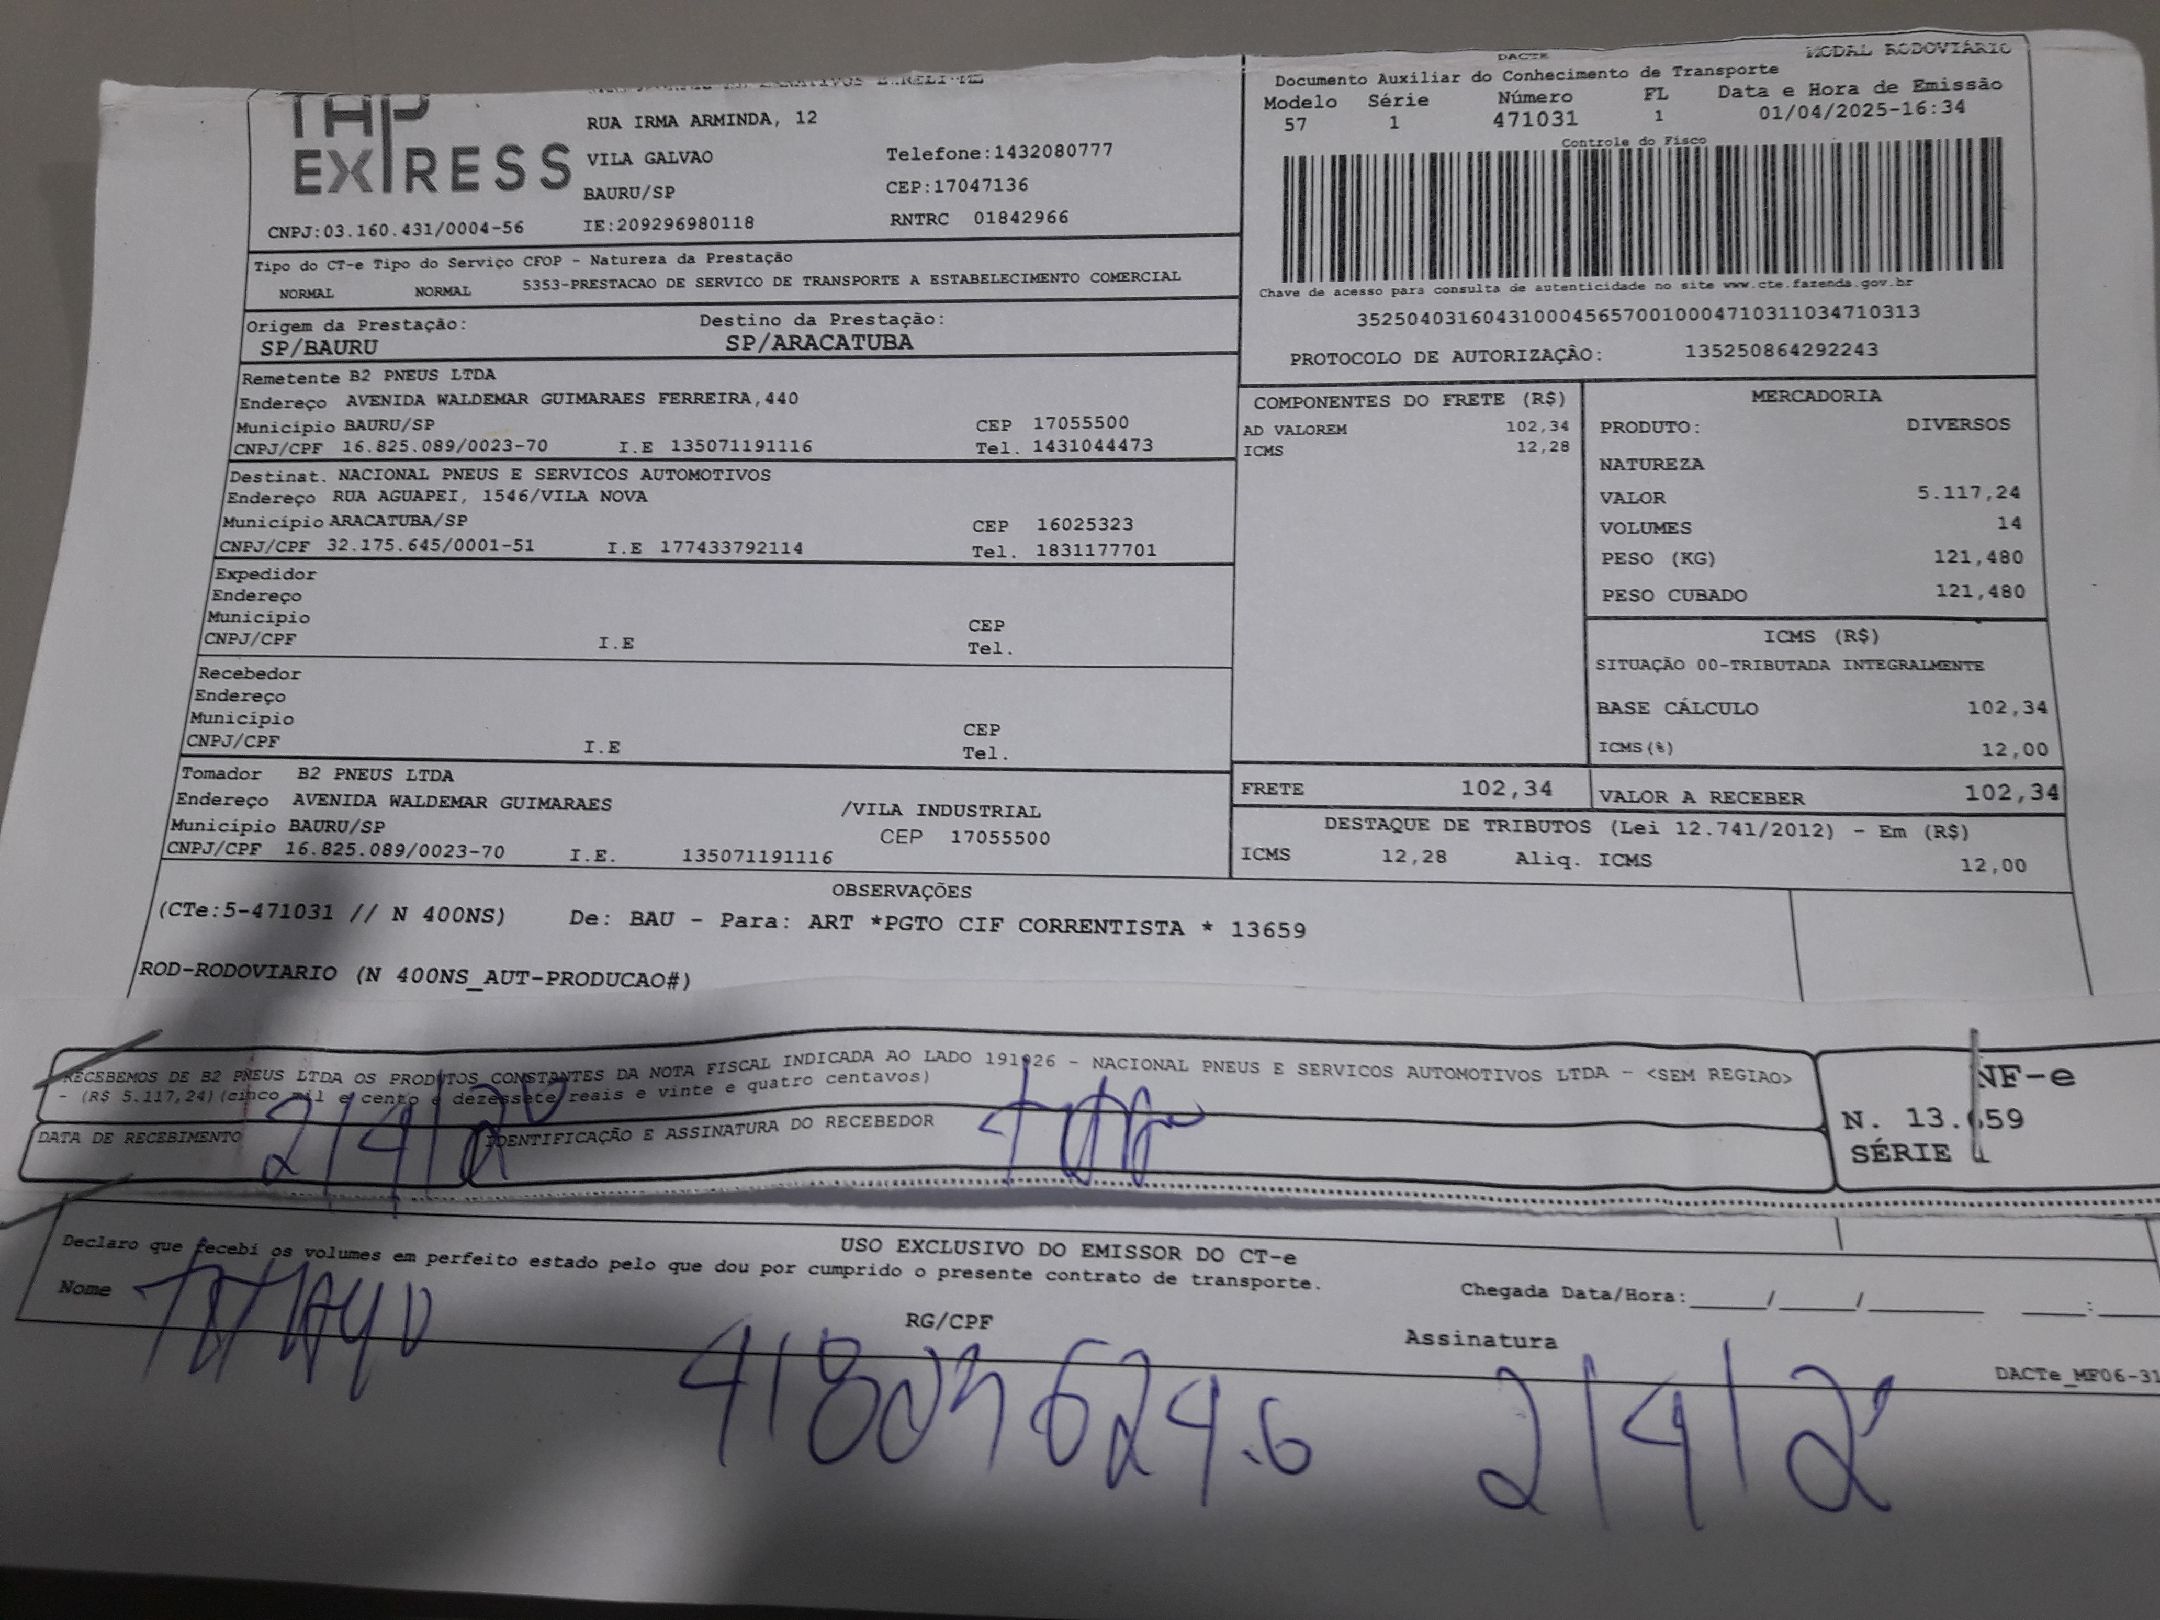 DACTE
MODAL RODOVIÁRIO
TAP
EXPRESS
RUA IRMA ARMINDA, 12
VILA GALVAO Telefone:1432080777
BAURU/SP CEP:17047136
CNPJ:03.160.431/0004-56 IE:209296980118 RNTRC 01842966
Documento Auxiliar do Conhecimento de Transporte
Modelo Série Número FL Data e Hora de Emissão
57 1 471031 1 01/04/2025-16:34
Controle do Fisco
Chave de acesso para consulta de autenticidade no site www.cte.fazenda.gov.br
35250403160431000456570010004710311034710313
PROTOCOLO DE AUTORIZAÇÃO: 135250864292243
Tipo do CT-e Tipo do Serviço CFOP - Natureza da Prestação
NORMAL NORMAL 5353-PRESTACAO DE SERVICO DE TRANSPORTE A ESTABELECIMENTO COMERCIAL
Origem da Prestação: Destino da Prestação:
SP/BAURU SP/ARACATUBA
Remetente B2 PNEUS LTDA
Endereço AVENIDA WALDEMAR GUIMARAES FERREIRA,440
Município BAURU/SP CEP 17055500
CNPJ/CPF 16.825.089/0023-70 I.E 135071191116 Tel. 1431044473
Destinat. NACIONAL PNEUS E SERVICOS AUTOMOTIVOS
Endereço RUA AGUAPEI, 1546/VILA NOVA
Município ARACATUBA/SP CEP 16025323
CNPJ/CPF 32.175.645/0001-51 I.E 177433792114 Tel. 1831177701
Expedidor
Endereço
Município CEP
CNPJ/CPF I.E Tel.
Recebedor
Endereço
Município CEP
CNPJ/CPF I.E Tel.
Tomador B2 PNEUS LTDA
Endereço AVENIDA WALDEMAR GUIMARAES /VILA INDUSTRIAL
Município BAURU/SP CEP 17055500
CNPJ/CPF 16.825.089/0023-70 I.E. 135071191116
COMPONENTES DO FRETE (R$)
AD VALOREM 102,34
ICMS 12,28
MERCADORIA
PRODUTO: DIVERSOS
NATUREZA
VALOR 5.117,24
VOLUMES 14
PESO (KG) 121,480
PESO CUBADO 121,480
ICMS (R$)
SITUAÇÃO 00-TRIBUTADA INTEGRALMENTE
BASE CÁLCULO 102,34
ICMS(%) 12,00
FRETE 102,34 VALOR A RECEBER 102,34
DESTAQUE DE TRIBUTOS (Lei 12.741/2012) - Em (R$)
ICMS 12,28 Aliq. ICMS 12,00
OBSERVAÇÕES
(CTe:5-471031 // N 400NS) De: BAU - Para: ART *PGTO CIF CORRENTISTA * 13659
ROD-RODOVIARIO (N 400NS_AUT-PRODUCAO#)
RECEBEMOS DE B2 PNEUS LTDA OS PRODUTOS CONSTANTES DA NOTA FISCAL INDICADA AO LADO - NACIONAL PNEUS E SERVICOS AUTOMOTIVOS LTDA - <SEM REGIAO>
- (R$ 5.117,24)(cinco mil e cento e dezessete reais e vinte e quatro centavos)
DATA DE RECEBIMENTO IDENTIFICAÇÃO E ASSINATURA DO RECEBEDOR
NF-e
N. 13.659
SÉRIE 1
USO EXCLUSIVO DO EMISSOR DO CT-e
Declaro que recebi os volumes em perfeito estado pelo que dou por cumprido o presente contrato de transporte.
Nome RG/CPF Chegada Data/Hora:_____/_____/_______ ____:
Assinatura
2/4/2
DACTe_MF06-31